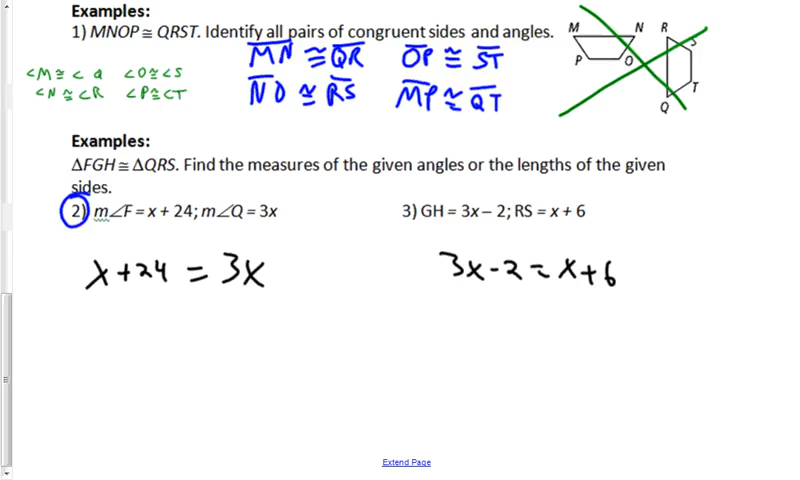 Examples:
1) MNOP ≅ QRST. Identify all pairs of congruent sides and angles.
M N R S
P O T Q
MN ≅ QR OP ≅ ST
∠M ≅ ∠Q ∠O ≅ ∠S
∠N ≅ ∠R ∠P ≅ ∠T
NO ≅ RS MP ≅ QT
Examples:
ΔFGH ≅ ΔQRS. Find the measures of the given angles or the lengths of the given
sides.
2) m∠F = x + 24; m∠Q = 3x 3) GH = 3x – 2; RS = x + 6
x + 24 = 3x 3x - 2 = x + 6
Extend Page